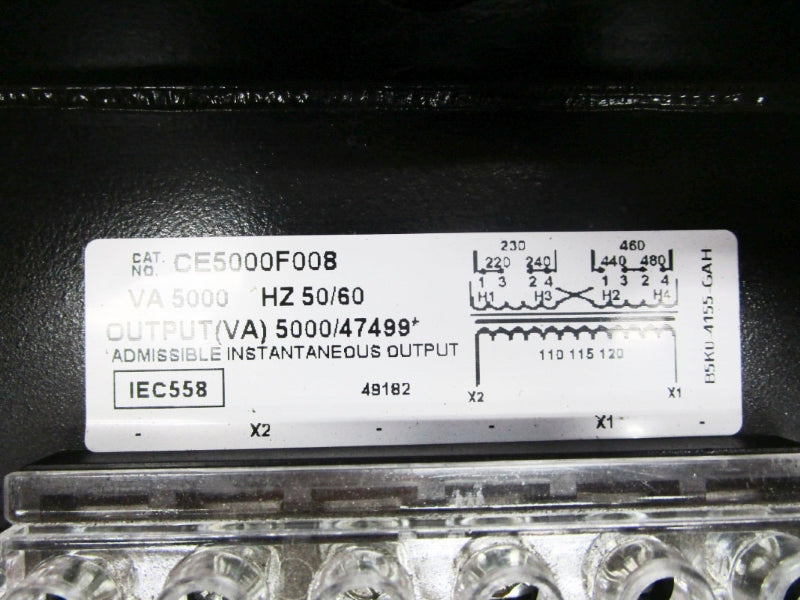 CAT. NO. CE5000F008
VA 5000 HZ 50/60
OUTPUT(VA) 5000/47499*
*ADMISSIBLE INSTANTANEOUS OUTPUT
IEC558 49182
- X2 - - X1 -
230 460
220 240 440 480
1 3 2 4 1 3 2 4
H1 H3 H2 H4
110 115 120
X2 X1
B5K0-4155-GAH